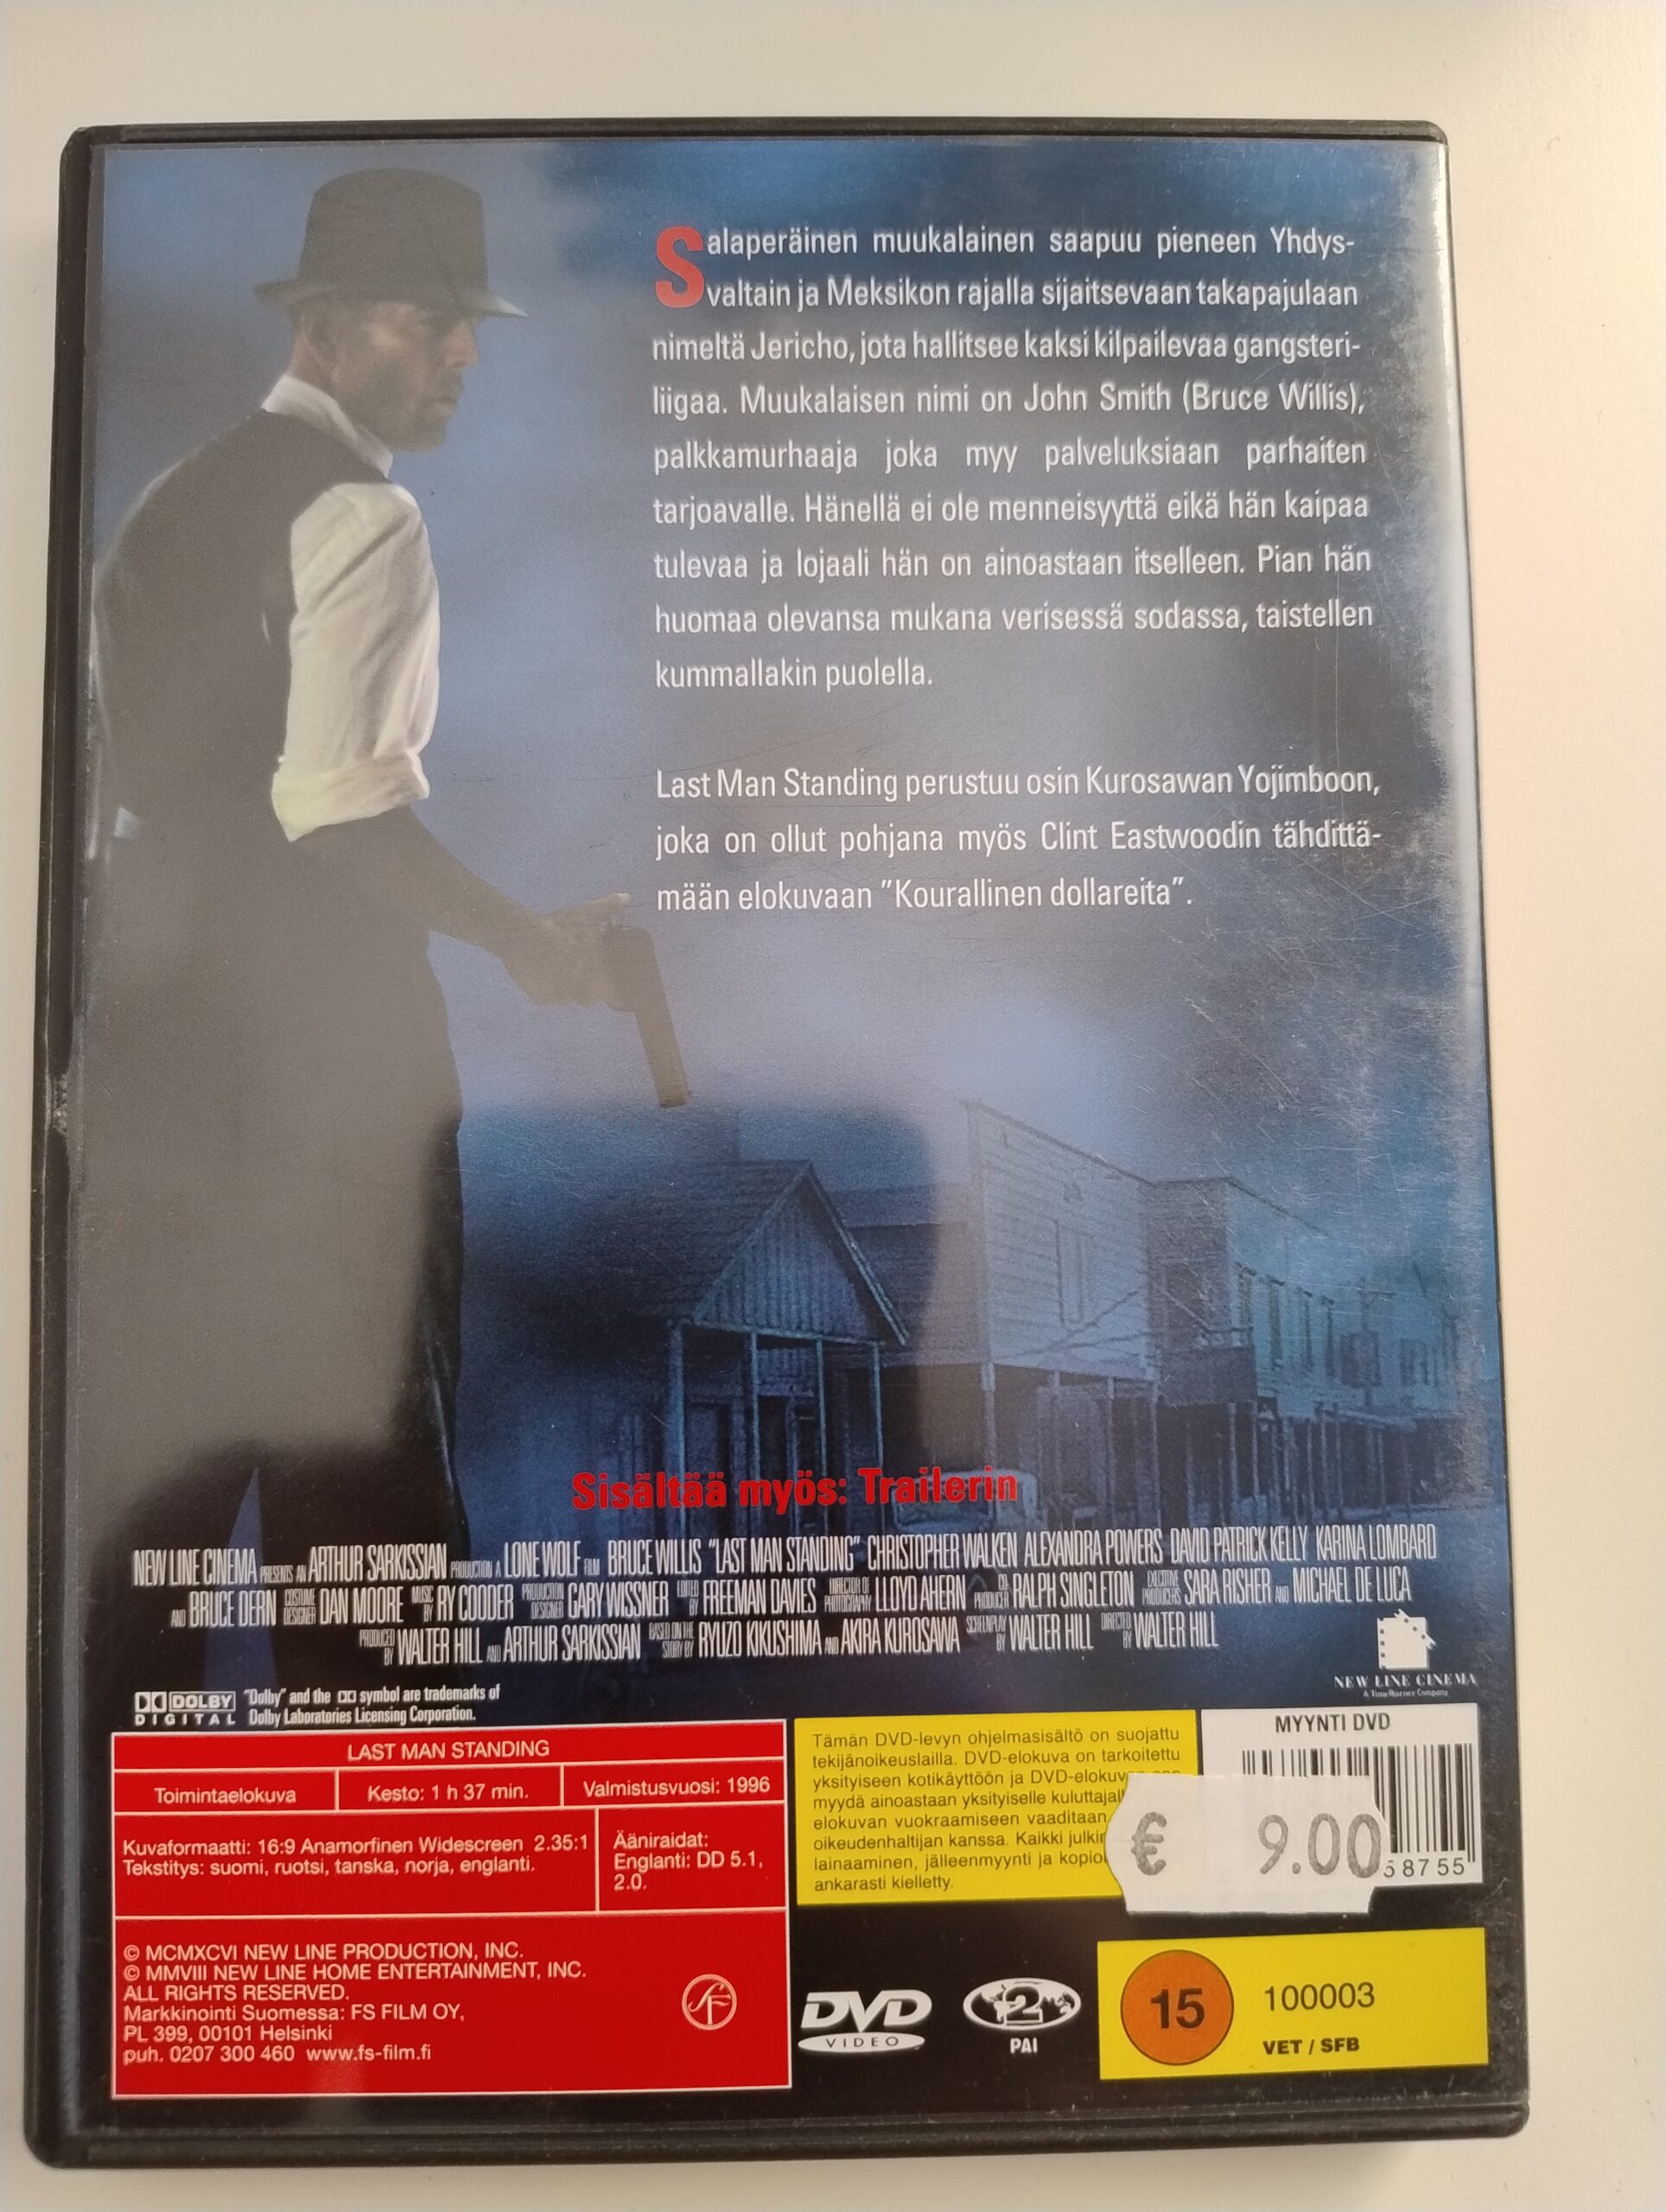 Salaperäinen muukalainen saapuu pieneen Yhdys-
valtain ja Meksikon rajalla sijaitsevaan takapajulaan
nimeltä Jericho, jota hallitsee kaksi kilpailevaa gangsteri-
liigaa. Muukalaisen nimi on John Smith (Bruce Willis),
palkkamurhaaja joka myy palveluksiaan parhaiten
tarjoavalle. Hänellä ei ole menneisyyttä eikä hän kaipaa
tulevaa ja lojaali hän on ainoastaan itselleen. Pian hän
huomaa olevansa mukana verisessä sodassa, taistellen
kummallakin puolella.
Last Man Standing perustuu osin Kurosawan Yojimboon,
joka on ollut pohjana myös Clint Eastwoodin tähdittä-
mään elokuvaan "Kourallinen dollareita".
Sisältää myös: Trailerin
NEW LINE CINEMA PRESENTS AN ARTHUR SARKISSIAN PRODUCTION A LONE WOLF FILM BRUCE WILLIS "LAST MAN STANDING" CHRISTOPHER WALKEN ALEXANDRA POWERS DAVID PATRICK KELLY KARINA LOMBARD
AND BRUCE DERN COSTUME DESIGNER DAN MOORE MUSIC BY RY COODER PRODUCTION DESIGNER GARY WISSNER EDITED BY FREEMAN DAVIES DIRECTOR OF PHOTOGRAPHY LLOYD AHERN CO PRODUCER RALPH SINGLETON EXECUTIVE PRODUCERS SARA RISHER AND MICHAEL DE LUCA
PRODUCED BY WALTER HILL AND ARTHUR SARKISSIAN BASED ON THE STORY BY RYUZO KIKUSHIMA AND AKIRA KUROSAWA SCREENPLAY BY WALTER HILL DIRECTED BY WALTER HILL
NEW LINE CINEMA
A Time Warner Company
DOLBY
DIGITAL
"Dolby" and the symbol are trademarks of
Dolby Laboratories Licensing Corporation.
LAST MAN STANDING
Toimintaelokuva
Kesto: 1 h 37 min.
Valmistusvuosi: 1996
Kuvaformaatti: 16:9 Anamorfinen Widescreen 2.35:1
Tekstitys: suomi, ruotsi, tanska, norja, englanti.
Ääniraidat:
Englanti: DD 5.1,
2.0.
© MCMXCVI NEW LINE PRODUCTION, INC.
© MMVIII NEW LINE HOME ENTERTAINMENT, INC.
ALL RIGHTS RESERVED.
Markkinointi Suomessa: FS FILM OY,
PL 399, 00101 Helsinki
puh. 0207 300 460 www.fs-film.fi
SF
Tämän DVD-levyn ohjelmasisältö on suojattu
tekijänoikeuslailla. DVD-elokuva on tarkoitettu
yksityiseen kotikäyttöön ja DVD-elokuv
myydä ainoastaan yksityiselle kuluttajal
elokuvan vuokraamiseen vaaditaan
oikeudenhaltijan kanssa. Kaikki julki
lainaaminen, jälleenmyynti ja kopio
ankarasti kielletty.
MYYNTI DVD
€ 9.00
58755
DVD
VIDEO
2
PAI
15
100003
VET / SFB